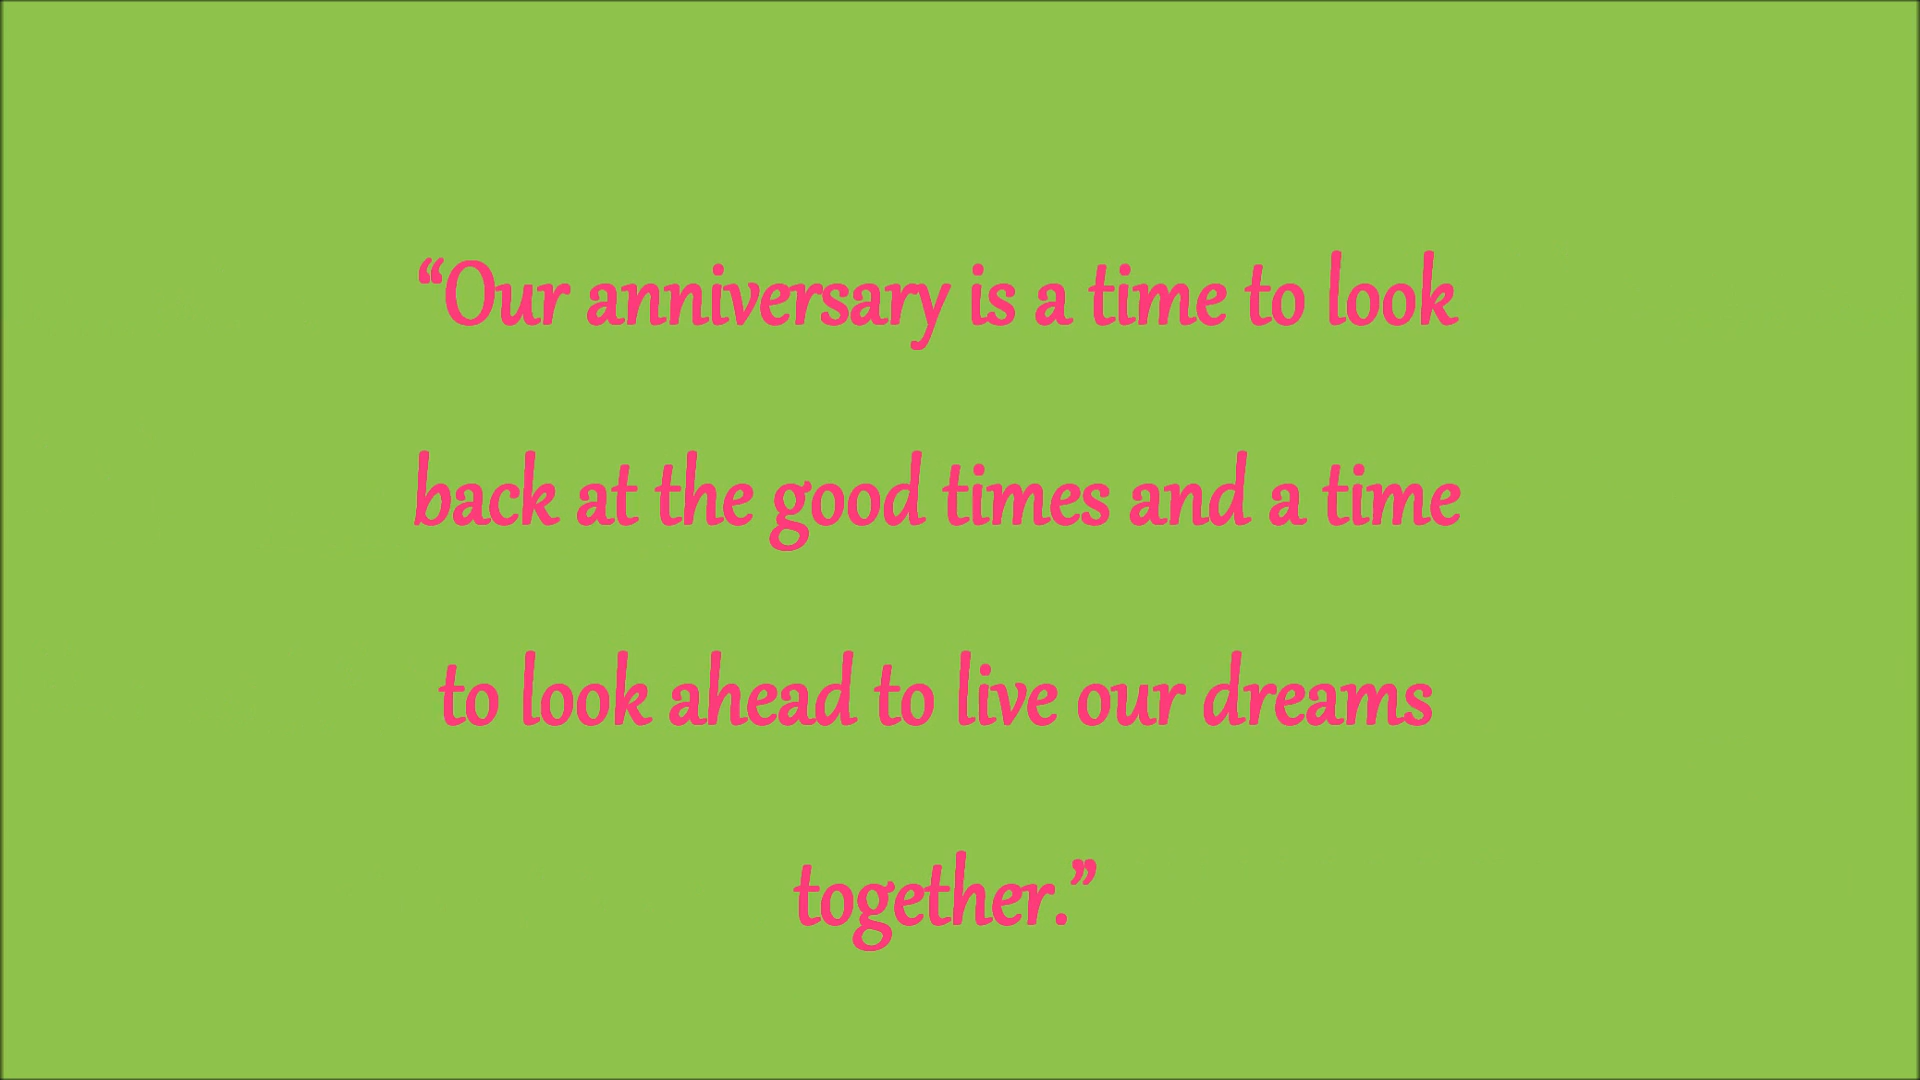 “Our anniversary is a time to look
back at the good times and a time
to look ahead to live our dreams
together.”